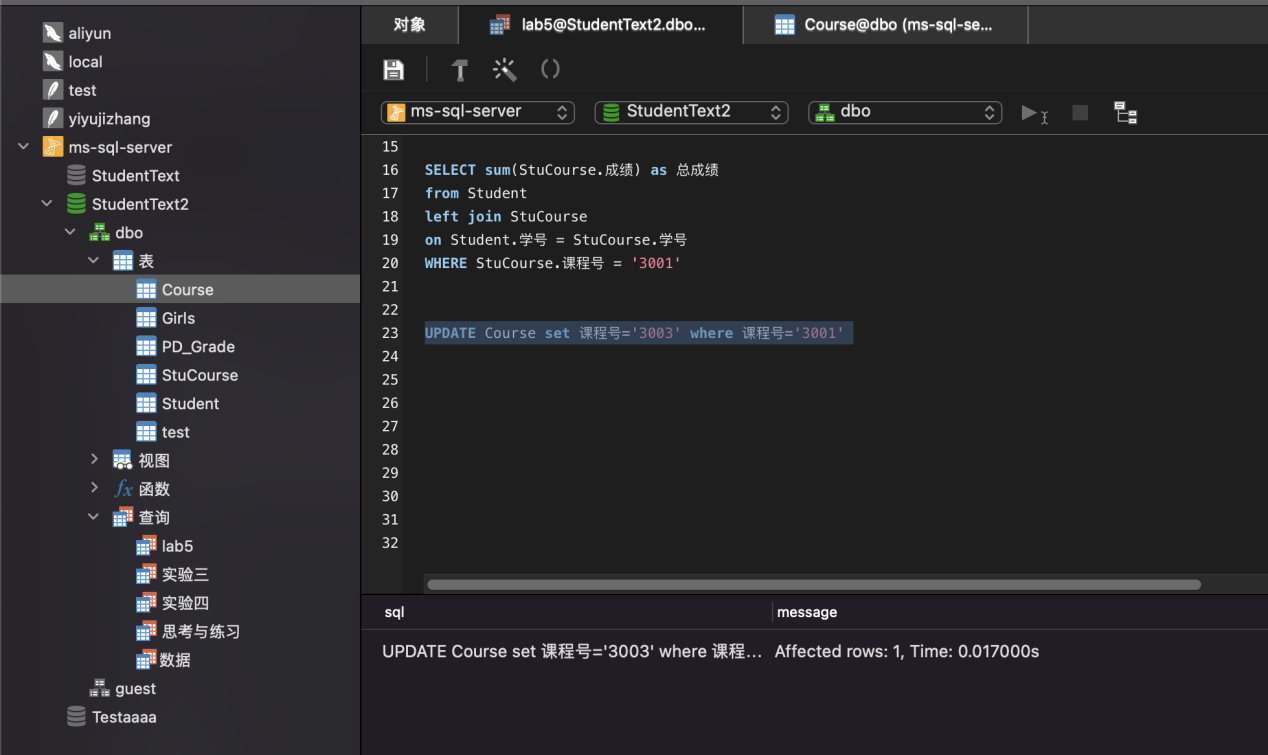 aliyun
local
test
yiyujizhang
ms-sql-server
StudentText
StudentText2
dbo
表
Course
Girls
PD_Grade
StuCourse
Student
test
视图
fx 函数
查询
lab5
实验三
实验四
思考与练习
数据
guest
Testaaaa
对象 lab5@StudentText2.dbo... Course@dbo (ms-sql-se...
()
ms-sql-server StudentText2 dbo
15
16 SELECT sum(StuCourse.成绩) as 总成绩
17 from Student
18 left join StuCourse
19 on Student.学号 = StuCourse.学号
20 WHERE StuCourse.课程号 = '3001'
21
22
23 UPDATE Course set 课程号='3003' where 课程号='3001'
24
25
26
27
28
29
30
31
32
sql message
UPDATE Course set 课程号='3003' where 课程... Affected rows: 1, Time: 0.017000s